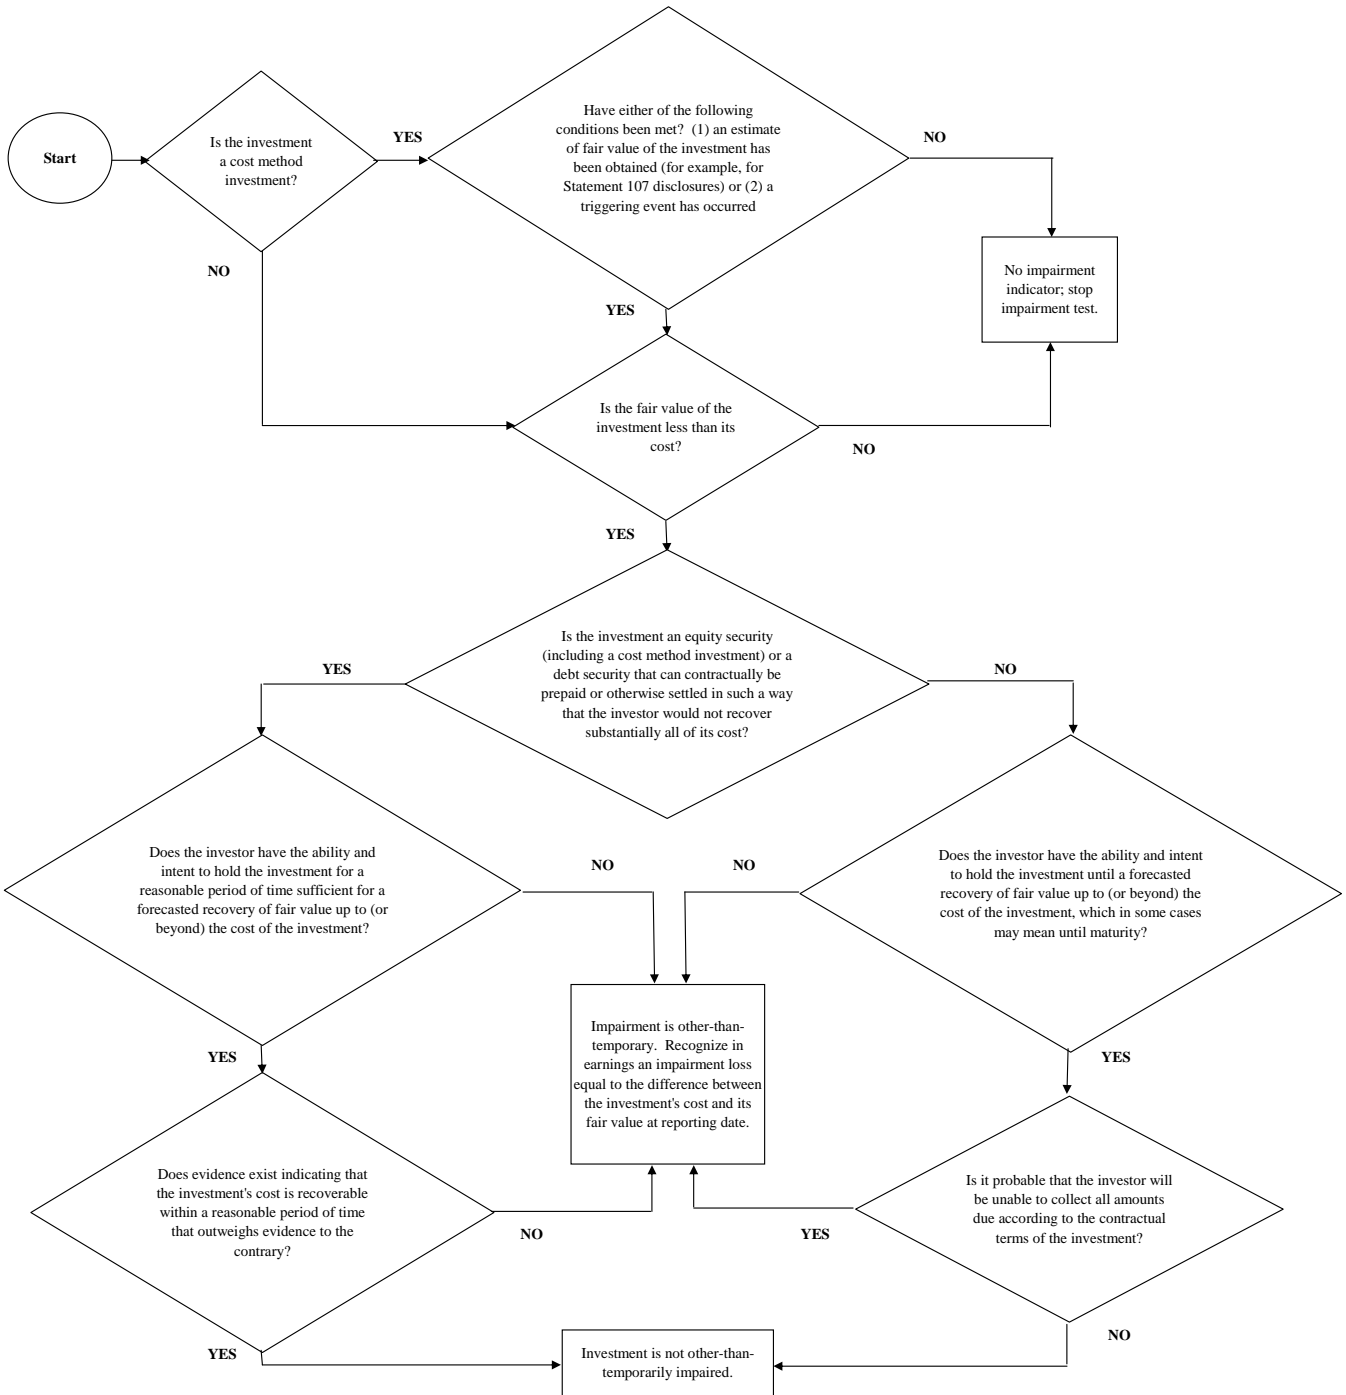 Start
Is the investment
a cost method
investment?
YES
NO
Have either of the following
conditions been met?  (1) an estimate
of fair value of the investment has
been obtained (for example, for
Statement 107 disclosures) or (2) a
triggering event has occurred
NO
YES
No impairment
indicator; stop
impairment test.
Is the fair value of the
investment less than its
cost?
NO
YES
Is the investment an equity security
(including a cost method investment) or a
debt security that can contractually be
prepaid or otherwise settled in such a way
that the investor would not recover
substantially all of its cost?
YES
NO
Does the investor have the ability and
intent to hold the investment for a
reasonable period of time sufficient for a
forecasted recovery of fair value up to (or
beyond) the cost of the investment?
NO
YES
Does the investor have the ability and intent
to hold the investment until a forecasted
recovery of fair value up to (or beyond) the
cost of the investment, which in some cases
may mean until maturity?
NO
YES
Impairment is other-than-
temporary.  Recognize in
earnings an impairment loss
equal to the difference between
the investment's cost and its
fair value at reporting date.
Does evidence exist indicating that
the investment's cost is recoverable
within a reasonable period of time
that outweighs evidence to the
contrary?
NO
YES
Is it probable that the investor will
be unable to collect all amounts
due according to the contractual
terms of the investment?
YES
NO
Investment is not other-than-
temporarily impaired.